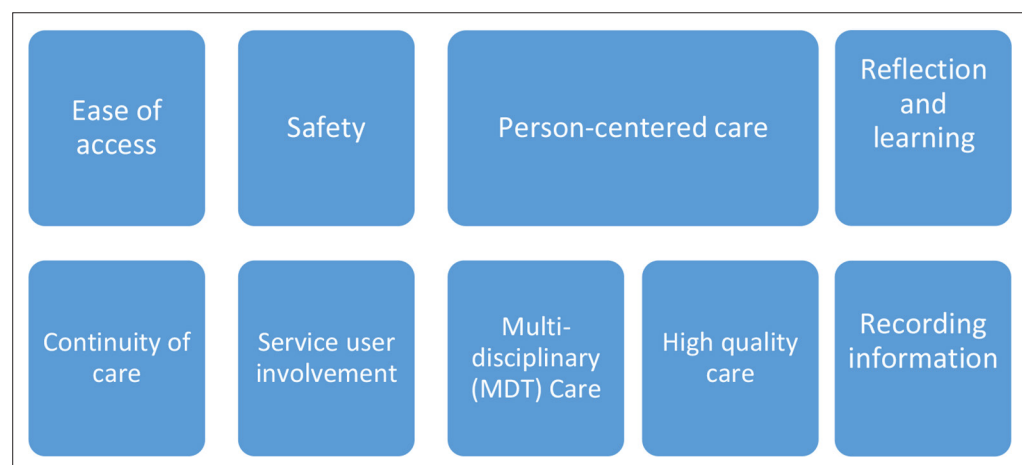 Ease of
access
Safety
Person-centered care
Reflection
and
learning
Continuity of
care
Service user
involvement
Multi-
disciplinary
(MDT) Care
High quality
care
Recording
information